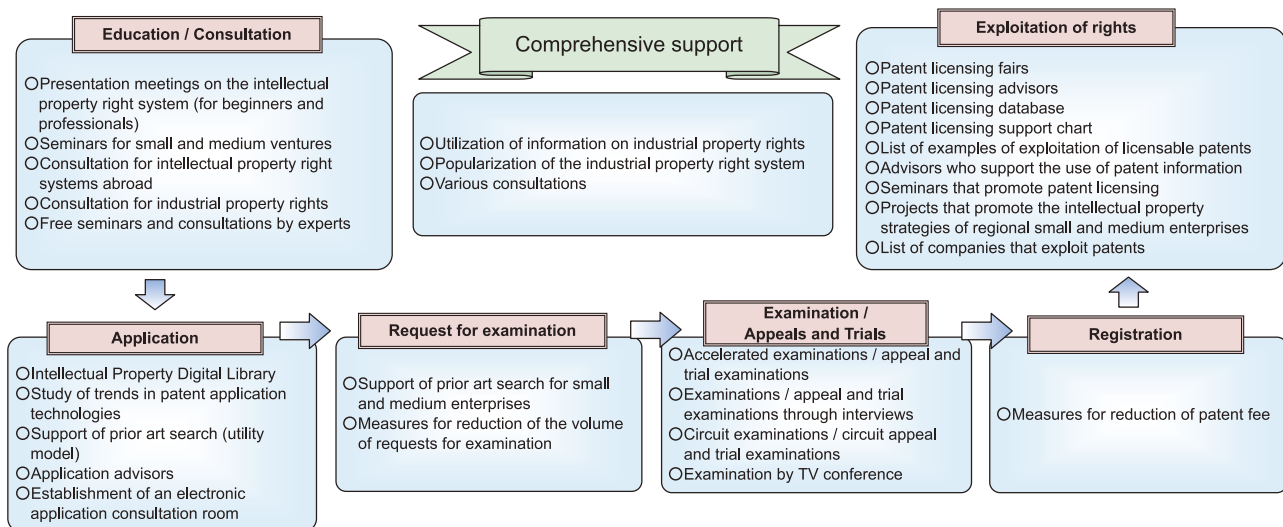 Education / Consultation
○Presentation meetings on the intellectual
property right system (for beginners and
professionals)
○Seminars for small and medium ventures
○Consultation for intellectual property right
systems abroad
○Consultation for industrial property rights
○Free seminars and consultations by experts
Comprehensive support
○Utilization of information on industrial property rights
○Popularization of the industrial property right system
○Various consultations
Exploitation of rights
○Patent licensing fairs
○Patent licensing advisors
○Patent licensing database
○Patent licensing support chart
○List of examples of exploitation of licensable patents
○Advisors who support the use of patent information
○Seminars that promote patent licensing
○Projects that promote the intellectual property
strategies of regional small and medium enterprises
○List of companies that exploit patents
Application
○Intellectual Property Digital Library
○Study of trends in patent application
technologies
○Support of prior art search (utility
model)
○Application advisors
○Establishment of an electronic
application consultation room
Request for examination
○Support of prior art search for small
and medium enterprises
○Measures for reduction of the volume
of requests for examination
Examination /
Appeals and Trials
○Accelerated examinations / appeal and
trial examinations
○Examinations / appeal and trial
examinations through interviews
○Circuit examinations / circuit appeal
and trial examinations
○Examination by TV conference
Registration
○Measures for reduction of patent fee